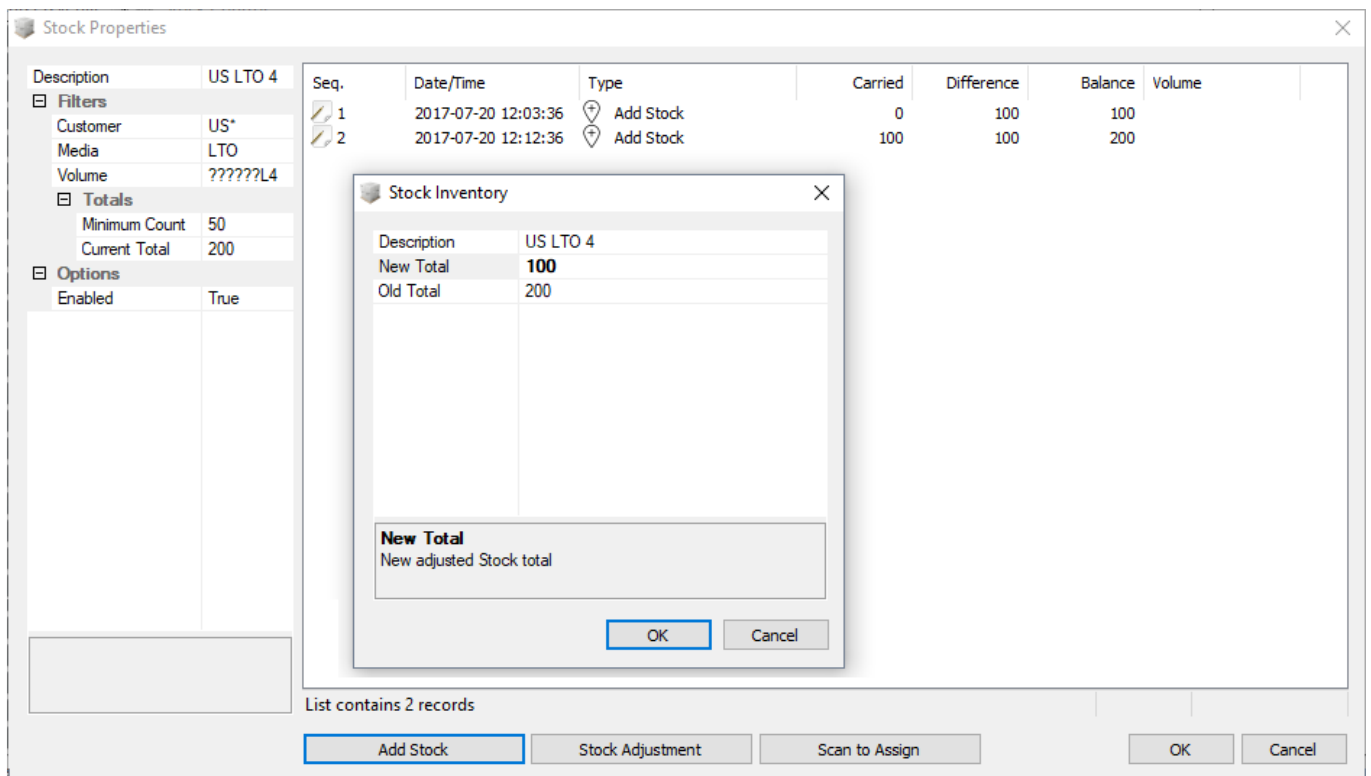 Stock Properties
Description US LTO 4
Filters
Customer US*
Media LTO
Volume ??????L4
Totals
Minimum Count 50
Current Total 200
Options
Enabled True
Seq. Date/Time Type Carried Difference Balance Volume
1 2017-07-20 12:03:36 Add Stock 0 100 100
2 2017-07-20 12:12:36 Add Stock 100 100 200
Stock Inventory
Description US LTO 4
New Total 100
Old Total 200
New Total
New adjusted Stock total
OK Cancel
List contains 2 records
Add Stock Stock Adjustment Scan to Assign OK Cancel